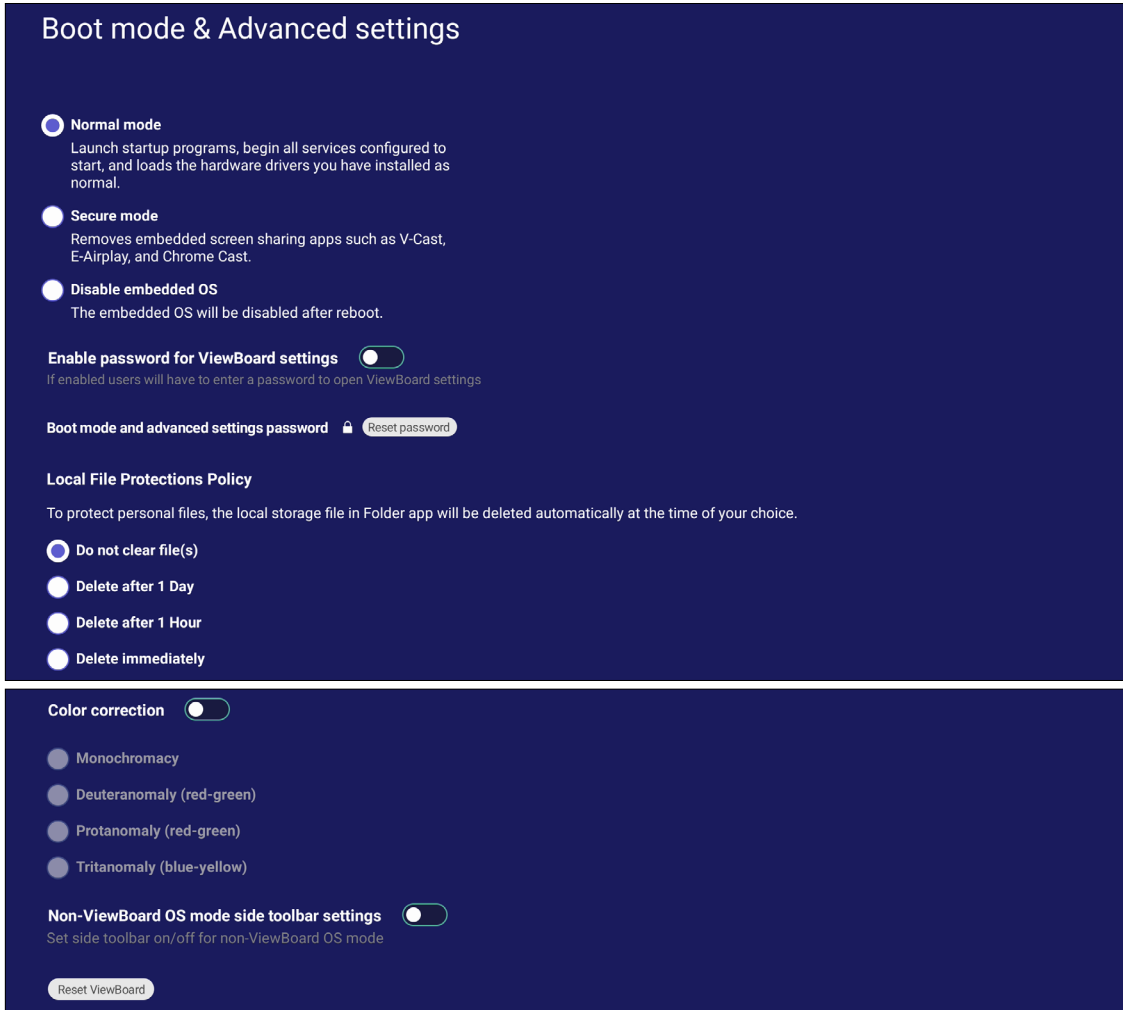 Boot mode & Advanced settings
Normal mode
Launch startup programs, begin all services configured to
start, and loads the hardware drivers you have installed as
normal.
Secure mode
Removes embedded screen sharing apps such as V-Cast,
E-Airplay, and Chrome Cast.
Disable embedded OS
The embedded OS will be disabled after reboot.
Enable password for ViewBoard settings
If enabled users will have to enter a password to open ViewBoard settings
Boot mode and advanced settings password Reset password
Local File Protections Policy
To protect personal files, the local storage file in Folder app will be deleted automatically at the time of your choice.
Do not clear file(s)
Delete after 1 Day
Delete after 1 Hour
Delete immediately
Color correction
Monochromacy
Deuteranomaly (red-green)
Protanomaly (red-green)
Tritanomaly (blue-yellow)
Non-ViewBoard OS mode side toolbar settings
Set side toolbar on/off for non-ViewBoard OS mode
Reset ViewBoard